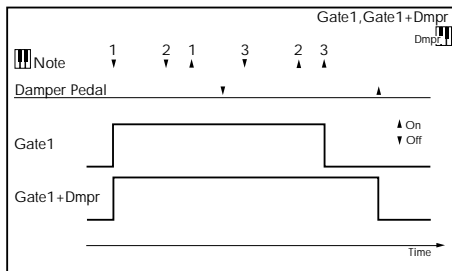 Gate1,Gate1+Dmpr
Dmpr
Note 1 2 1 3 2 3
Damper Pedal
On
Off
Gate1
Gate1+Dmpr
Time